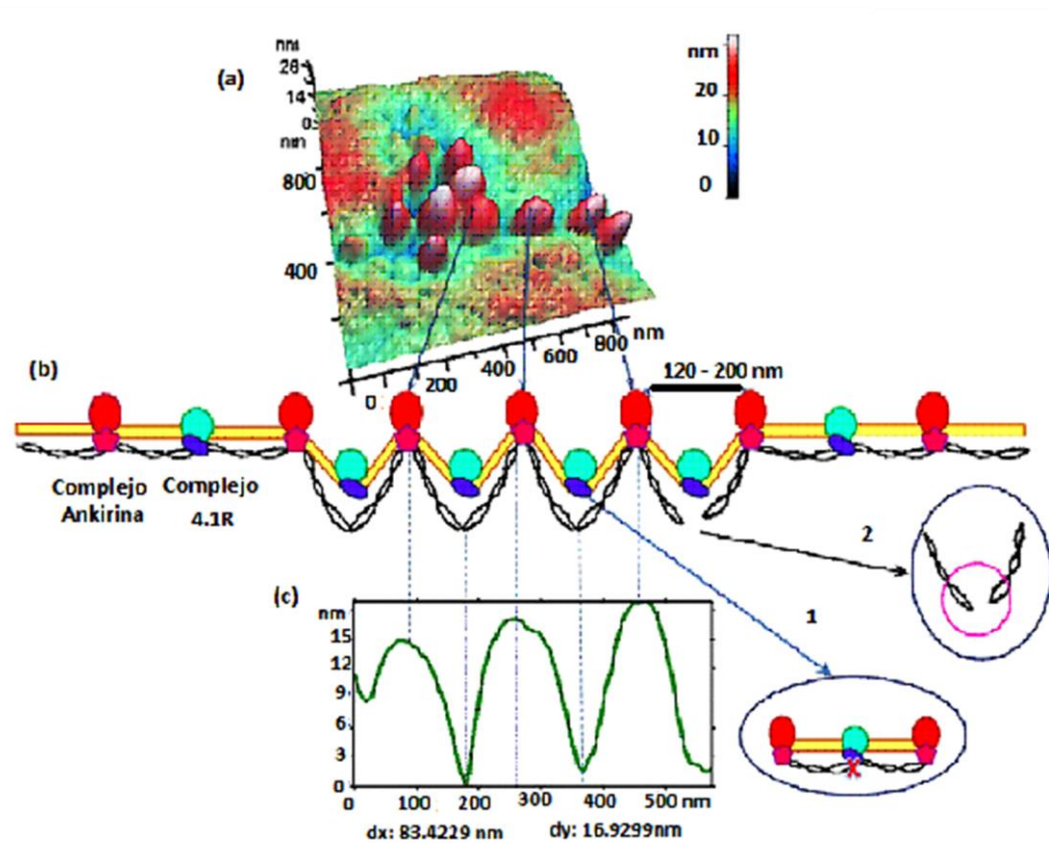 (a)
nm
28
14
0
nm
800
400
0
200
400
600
800
nm
nm
20
10
0
(b)
120 - 200 nm
Complejo
Ankirina
Complejo
4.1R
2
1
(c)
nm
15
12
9
6
3
0
0 100 200 300 400 500 nm
dx: 83.4229 nm dy: 16.9299nm
X